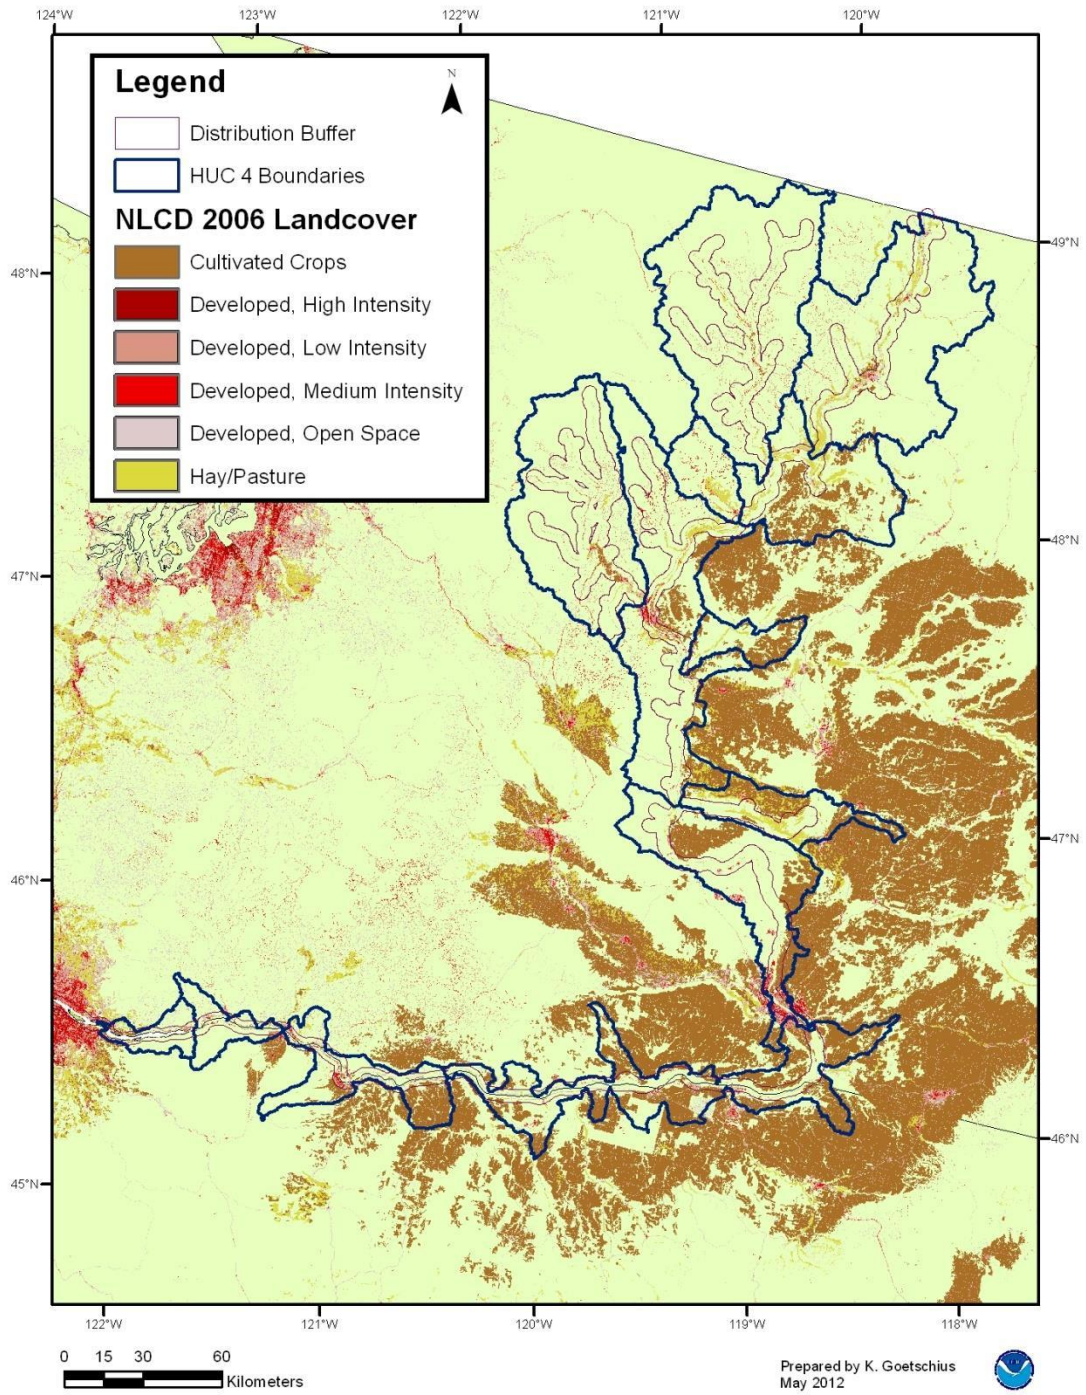 124°W 123°W 122°W 121°W 120°W
Legend
N
Distribution Buffer
HUC 4 Boundaries
NLCD 2006 Landcover
Cultivated Crops
Developed, High Intensity
Developed, Low Intensity
Developed, Medium Intensity
Developed, Open Space
Hay/Pasture
49°N
48°N
48°N
47°N
47°N
46°N
46°N
45°N
122°W 121°W 120°W 119°W 118°W
0 15 30 60
Kilometers
Prepared by K. Goetschius
May 2012